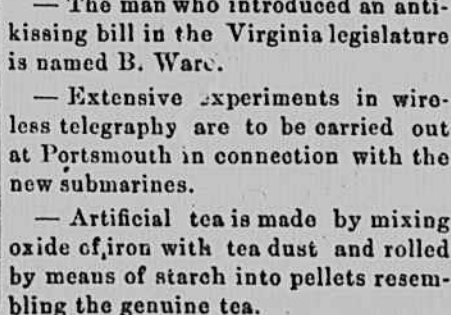 — The man who introduced an anti-
kissing bill in the Virginia legislature
is named B. Ware.
— Extensive experiments in wire-
less telegraphy are to be carried out
at Portsmouth in connection with the
new submarines.
— Artificial tea is made by mixing
oxide of iron with tea dust and rolled
by means of starch into pellets resem-
bling the genuine tea.